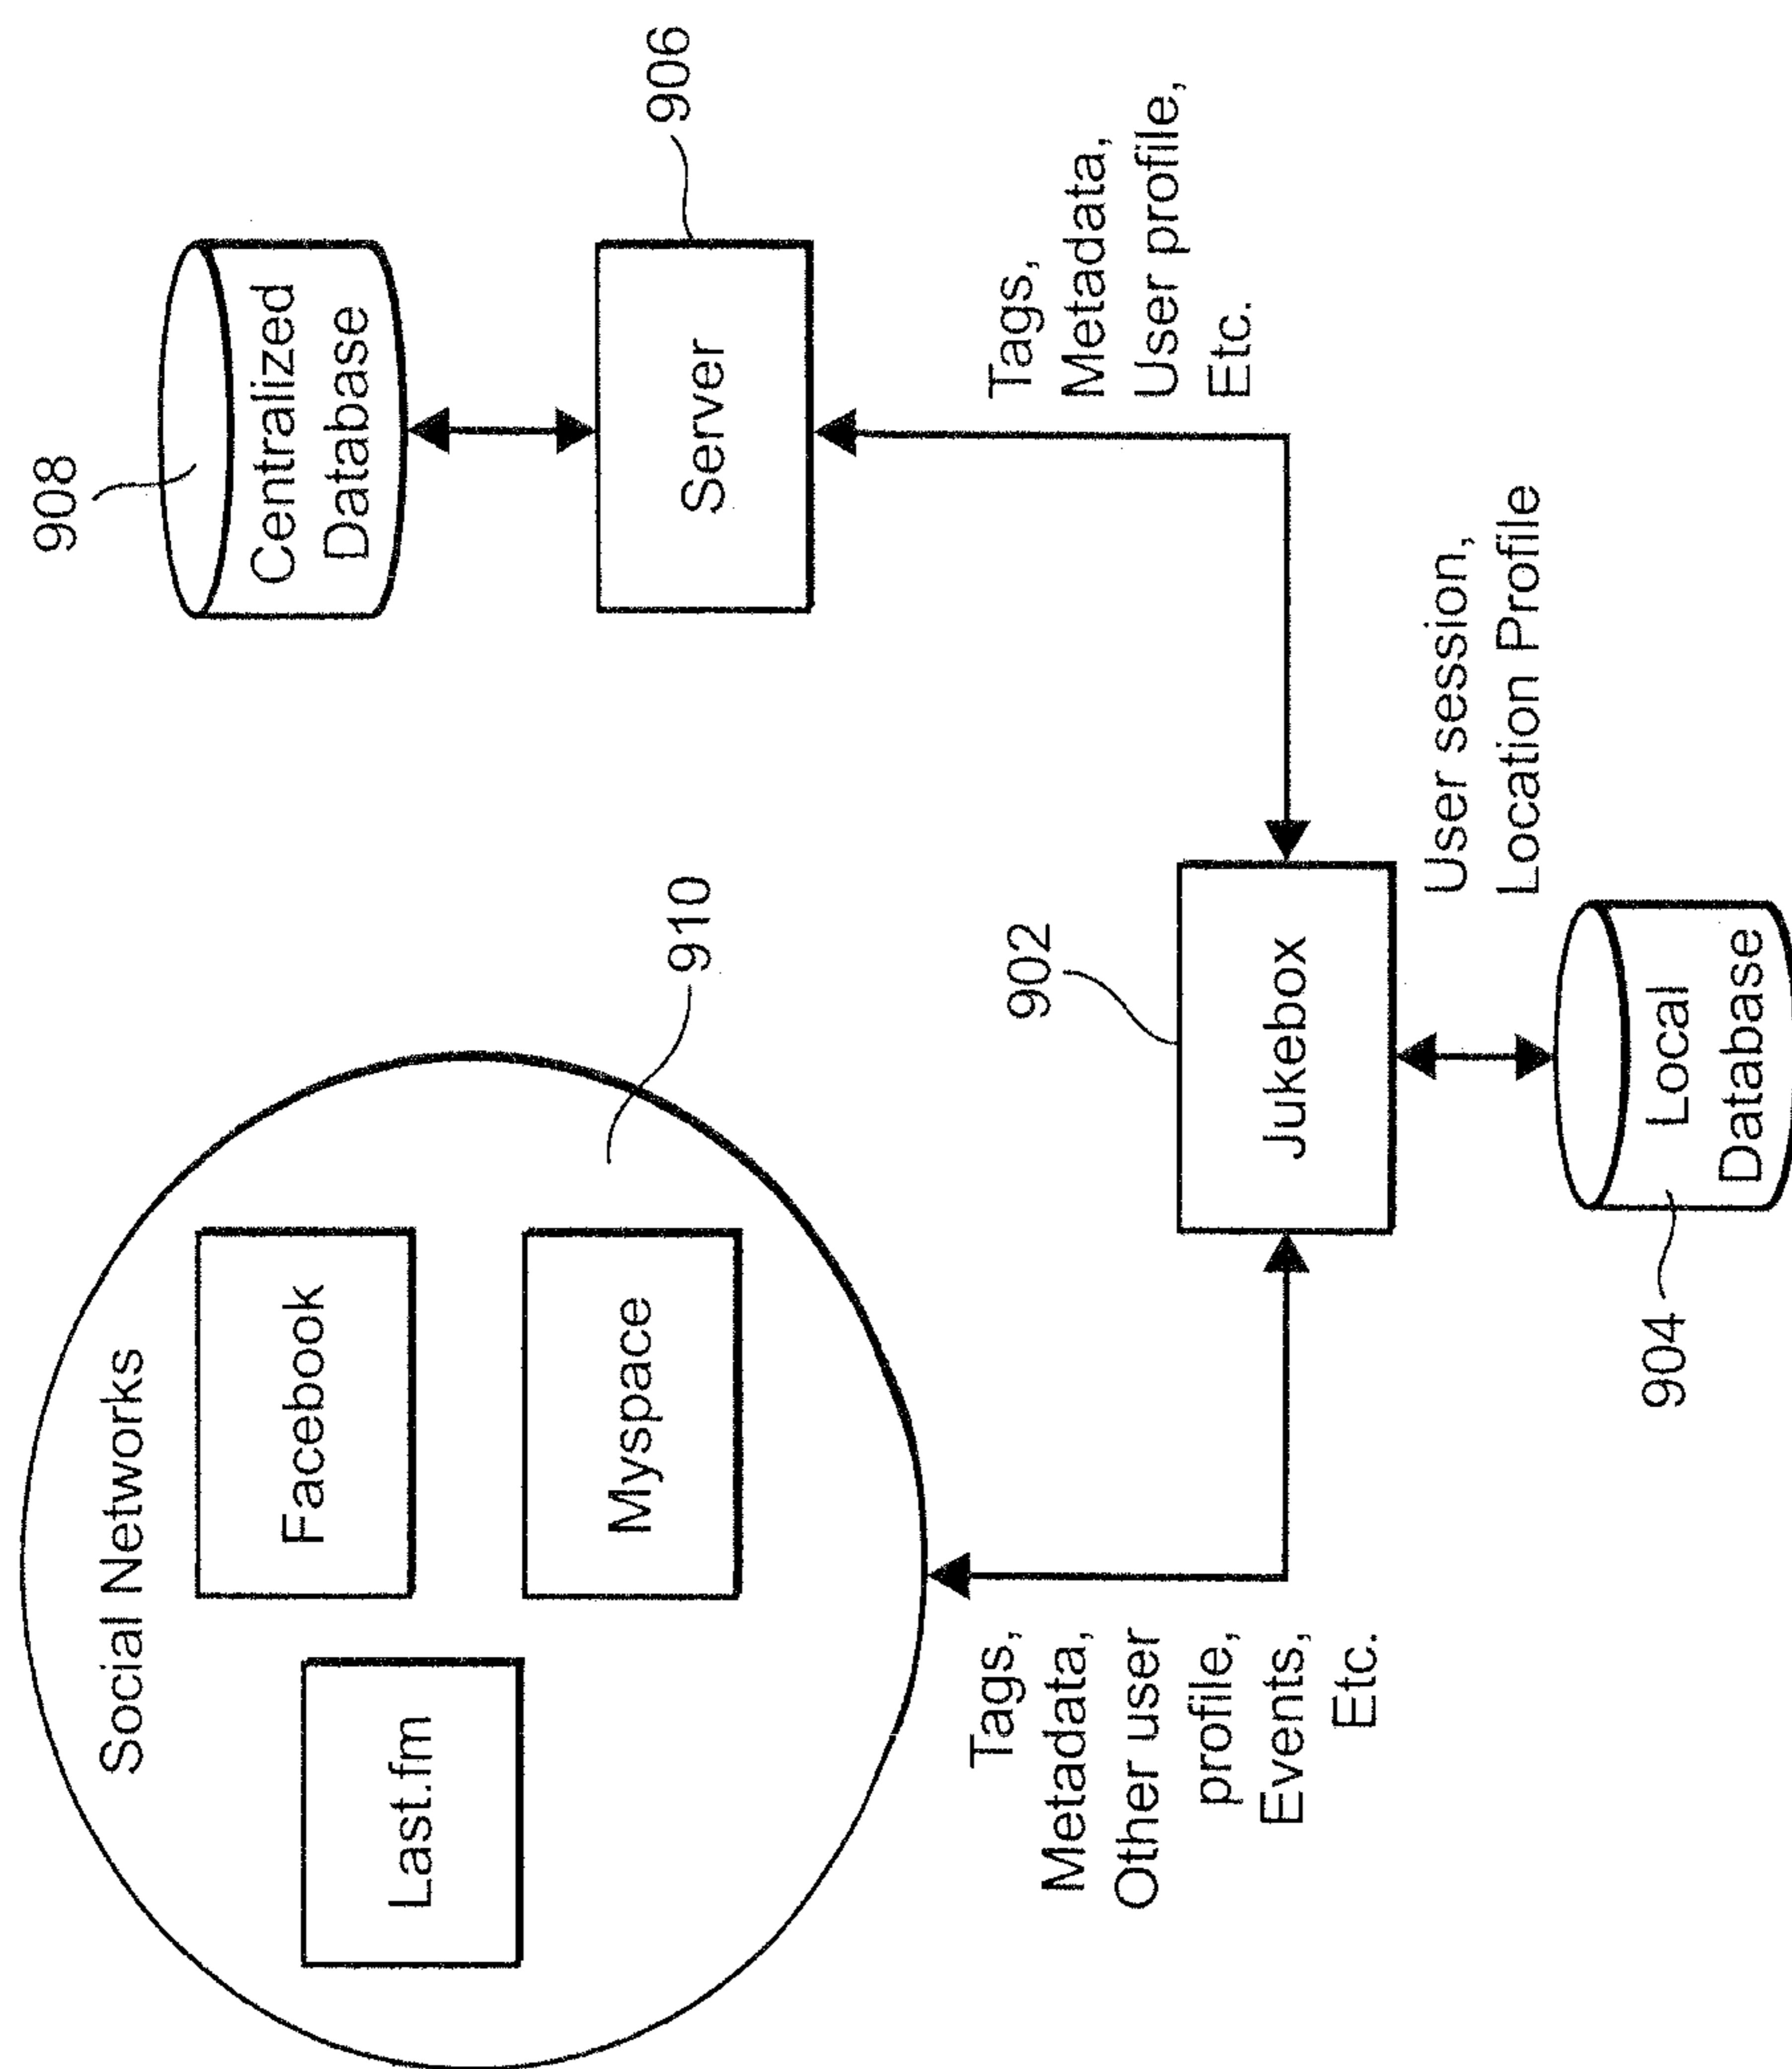 Social Networks
Last.fm
Facebook
Myspace
910
908
Centralized
Database
Server
906
Tags,
Metadata,
Other user
profile,
Events,
Etc.
Tags,
Metadata,
User profile,
Etc.
902
Jukebox
User session,
Location Profile
904
Local
Database